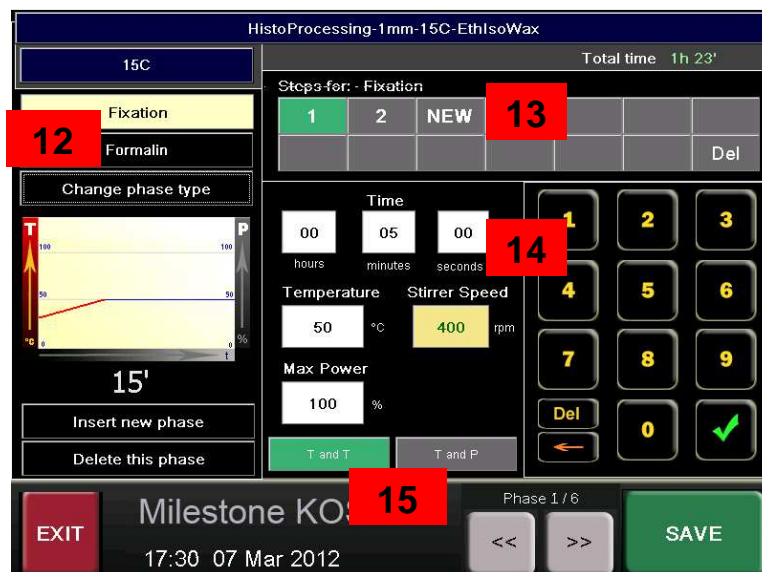 HistoProcessing-1mm-15C-EthIsoWax
15C
Total time 1h 23'
Steps for: - Fixation
Fixation
1 2 NEW 13
12
Formalin
Del
Change phase type
Time
T P
00 05 00
1 2 3
14
100 100
hours minutes seconds
Temperature Stirrer Speed
4 5 6
50 50
50 °C 400 rpm
°C 0 0 %
t
Max Power
7 8 9
15'
100 %
Del 0
Insert new phase
T and T T and P
Delete this phase
15
Phase 1 / 6
EXIT
Milestone
<< >>
SAVE
17:30 07 Mar 2012